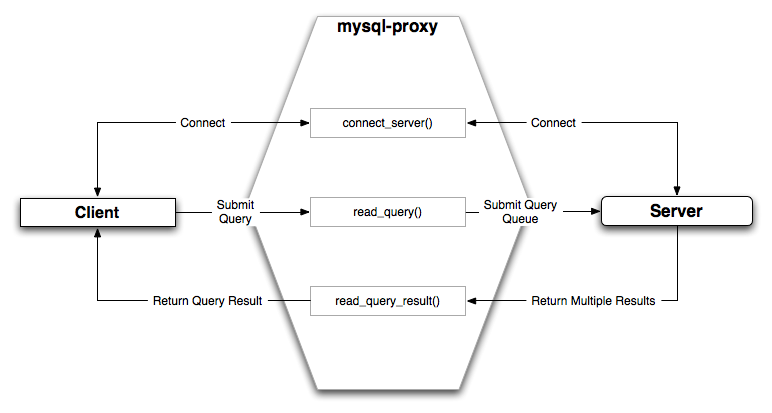 mysql-proxy
Connect
connect_server()
Connect
Client
Submit
Query
read_query()
Submit Query
Queue
Server
Return Query Result
read_query_result()
Return Multiple Results